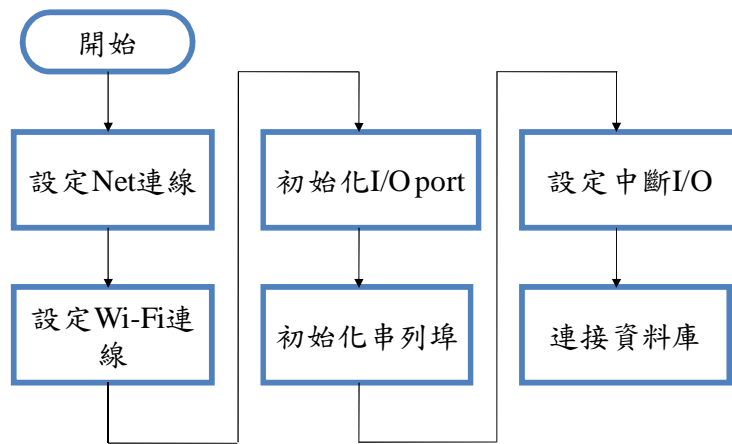 開始
設定Net連線
設定Wi-Fi連
線
初始化I/O port
初始化串列埠
設定中斷I/O
連接資料庫